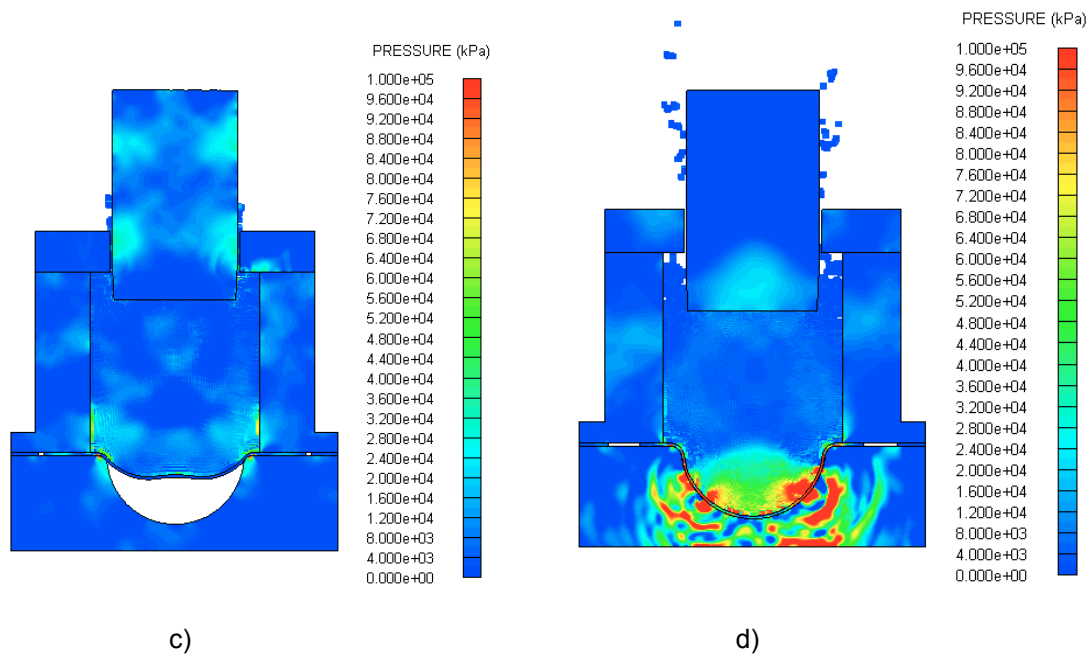 PRESSURE (kPa)
1.000e+05
9.600e+04
9.200e+04
8.800e+04
8.400e+04
8.000e+04
7.600e+04
7.200e+04
6.800e+04
6.400e+04
6.000e+04
5.600e+04
5.200e+04
4.800e+04
4.400e+04
4.000e+04
3.600e+04
3.200e+04
2.800e+04
2.400e+04
2.000e+04
1.600e+04
1.200e+04
8.000e+03
4.000e+03
0.000e+00
c)
PRESSURE (kPa)
1.000e+05
9.600e+04
9.200e+04
8.800e+04
8.400e+04
8.000e+04
7.600e+04
7.200e+04
6.800e+04
6.400e+04
6.000e+04
5.600e+04
5.200e+04
4.800e+04
4.400e+04
4.000e+04
3.600e+04
3.200e+04
2.800e+04
2.400e+04
2.000e+04
1.600e+04
1.200e+04
8.000e+03
4.000e+03
0.000e+00
d)